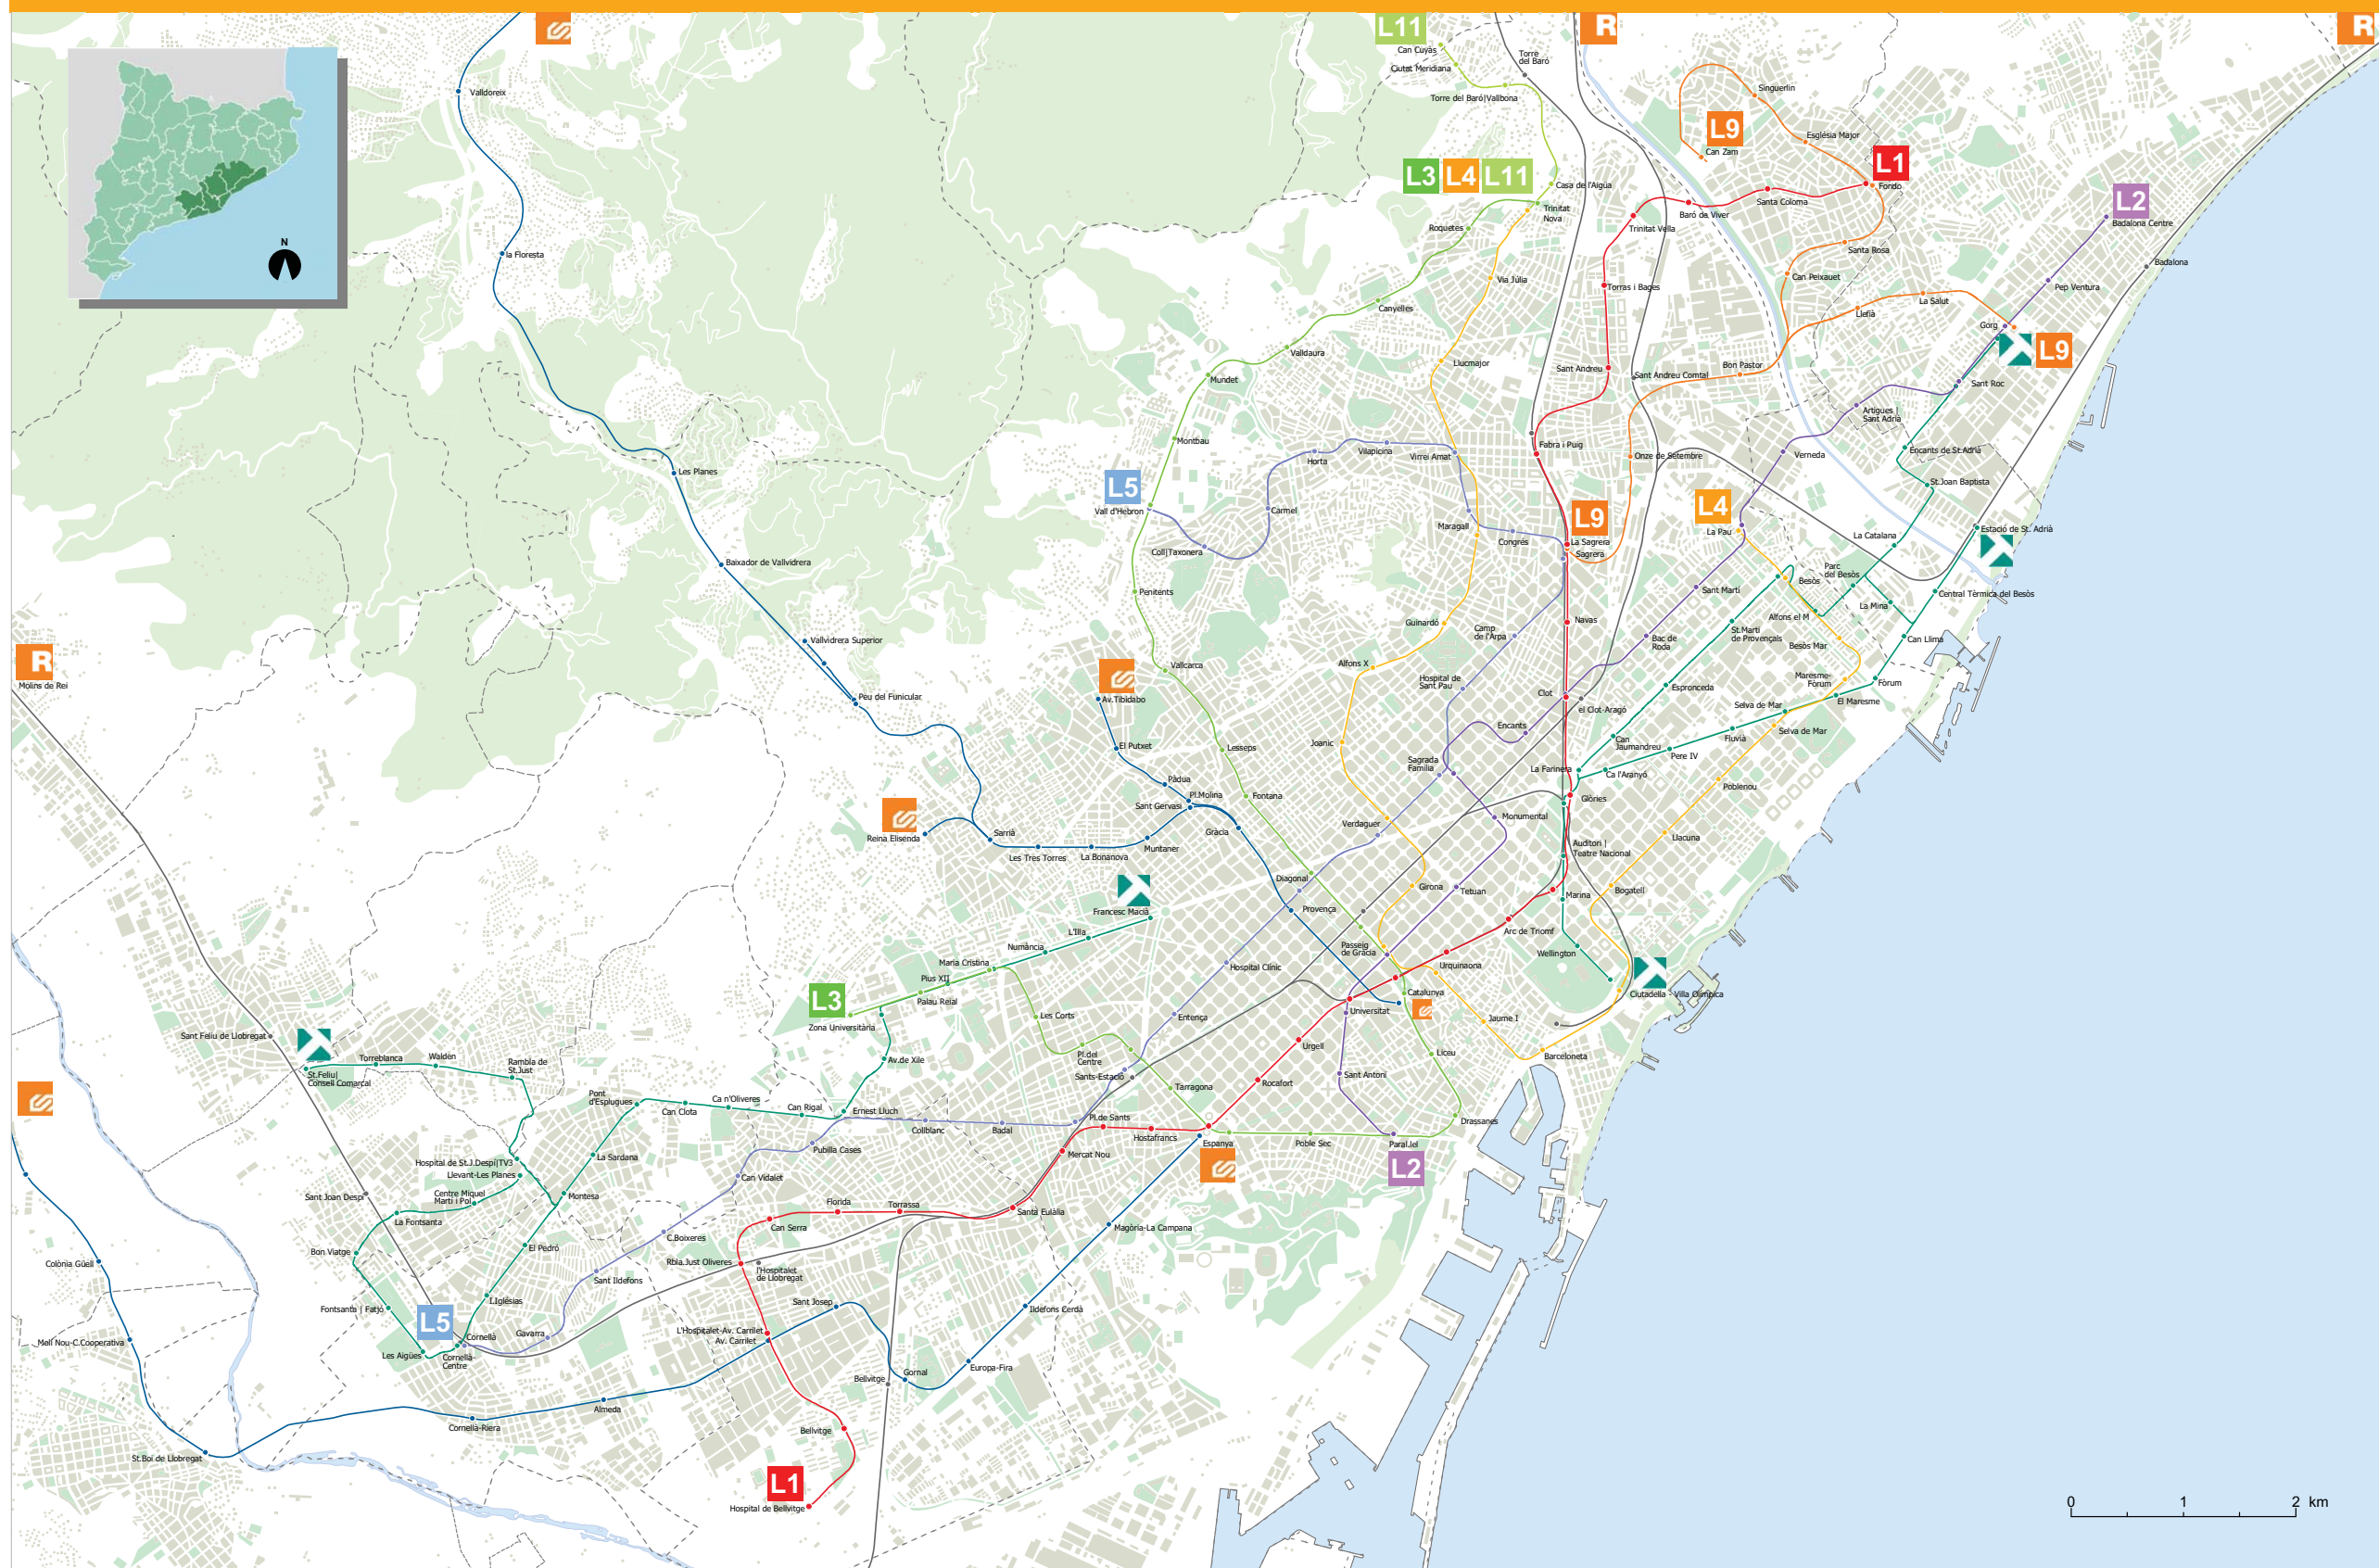 L11
R
R
Can Cuyàs
Ciutat Meridiana
Torre del Baró|Vallbona
Torre
del Baró
Valldoreix
Singuerlin
Església Major
L9
Can Zam
L1
Fondo
L3 L4 L11
Casa de l'Aigua
Trinitat
Nova
Roquetes
Trinitat Vella
Baró de Viver
Santa Coloma
L2
Badalona Centre
N
la Floresta
Santa Rosa
Badalona
Via Júlia
Can Peixauet
Pep Ventura
Torras i Bages
Canyelles
La Salut
Llefià
Gorg
L9
Valldaura
Llucmajor
Mundet
Sant Andreu
Sant Andreu Comtal
Bon Pastor
Sant Roc
Artigues |
Sant Adrià
Montbau
Fabra i Puig
Horta
Vilapicina
Virrei Amat
Onze de Setembre
Verneda
Encants de St.Adrià
Les Planes
St.Joan Baptista
L5
Vall d'Hebron
Carmel
Maragall
L9
L4
La Pau
Coll|Taxonera
Congrés
La Sagrera
Sagrera
La Catalana
Estació de St. Adrià
Baixador de Vallvidrera
Penitents
Sant Martí
Besòs
Parc
del Besòs
Central Tèrmica del Besòs
La Mina
Alfons el M
Guinardó
Camp
de l'Arpa
Navas
St.Martí
de Provençals
Bac de
Roda
Besòs Mar
Can Llima
Vallvidrera Superior
R
Molins de Rei
Vallcarca
Alfons X
Hospital de
Sant Pau
Maresme-
Fòrum
Fòrum
Peu del Funicular
Av.Tibidabo
Clot
el Clot-Aragó
Espronceda
El Maresme
Selva de Mar
Encants
Selva de Mar
Fluvià
El Putxet
Lesseps
Joanic
Can
Jaumandreu
Pere IV
Sagrada
Família
La Farinera
Ca l'Aranyó
Pàdua
Pl.Molina
Sant Gervasi
Fontana
Glòries
Poblenou
Reina Elisenda
Sarrià
Gràcia
Verdaguer
Monumental
Llacuna
Les Tres Torres
La Bonanova
Muntaner
Auditori |
Teatre Nacional
Diagonal
Girona
Tetuan
Marina
Bogatell
Francesc Macià
Provença
L'Illa
Arc de Triomf
Numància
Passeig
de Gràcia
Wellington
Maria Cristina
Hospital Clínic
Urquinaona
Pius XII
Palau Reial
L3
Zona Universitària
Catalunya
Ciutadella - Villa Olímpica
Universitat
Entença
Jaume I
Les Corts
Sant Feliu de Llobregat
Urgell
Liceu
Barceloneta
Torreblanca
Walden
Rambla de
St.Just
St.Feliu|
Consell Comarcal
Av.de Xile
Pl.del
Centre
Sants-Estació
Sant Antoni
Rocafort
Tarragona
Pont
d'Esplugues
Can Clota
Ca n'Oliveres
Can Rigal
Ernest Lluch
Collblanc
Badal
Pl.de Sants
Hostafrancs
Espanya
Poble Sec
Paral.lel
Drassanes
L2
Pubilla Cases
Mercat Nou
Hospital de St.J.Despí|TV3
La Sardana
Llevant-Les Planes
Can Vidalet
Centre Miquel
Martí i Pol
Montesa
Sant Joan Despí
La Fontsanta
Florida
Torrassa
Santa Eulàlia
Can Serra
Magòria-La Campana
C.Boixeres
Bon Viatge
El Pedró
Colònia Güell
Rbla.Just Oliveres
l'Hospitalet
de Llobregat
Sant Ildefons
Fontsanta | Fatjó
I.Iglésias
Sant Josep
Ildefons Cerdà
L5
L'Hospitalet-Av. Carrilet
Av. Carrilet
Molí Nou-C.Cooperativa
Cornellà
Gavarra
Les Aigües
Cornellà-
Centre
Europa-Fira
Gornal
Bellvitge
Almeda
Cornellà-Riera
Bellvitge
St.Boi de Llobregat
L1
Hospital de Bellvitge
0 1 2 km